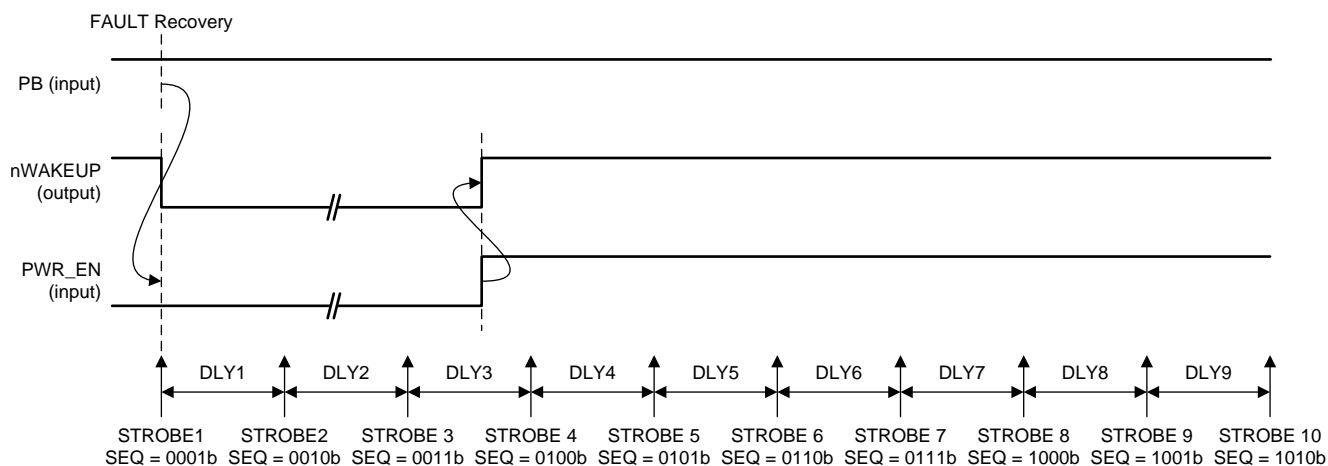 FAULT Recovery
PB (input)
nWAKEUP
(output)
PWR_EN
(input)
DLY1 DLY2 DLY3 DLY4 DLY5 DLY6 DLY7 DLY8 DLY9
STROBE1 STROBE2 STROBE 3 STROBE 4 STROBE 5 STROBE 6 STROBE 7 STROBE 8 STROBE 9 STROBE 10
SEQ = 0001b SEQ = 0010b SEQ = 0011b SEQ = 0100b SEQ = 0101b SEQ = 0110b SEQ = 0111b SEQ = 1000b SEQ = 1001b SEQ = 1010b